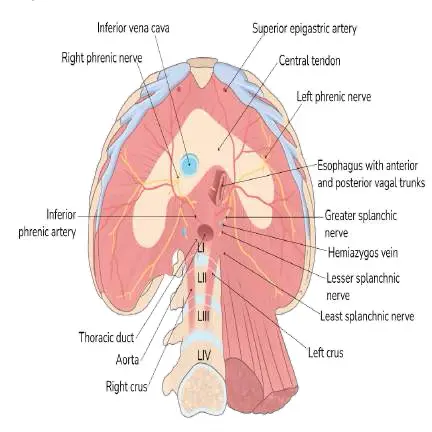 Inferior vena cava
Superior epigastric artery
Right phrenic nerve
Central tendon
Left phrenic nerve
Esophagus with anterior
and posterior vagal trunks
Inferior
phrenic artery
Greater splanchic
nerve
Hemiazygos vein
LI
Lesser splanchnic
nerve
LII
Least splanchnic nerve
LIII
Thoracic duct
Left crus
LIV
Aorta
Right crus